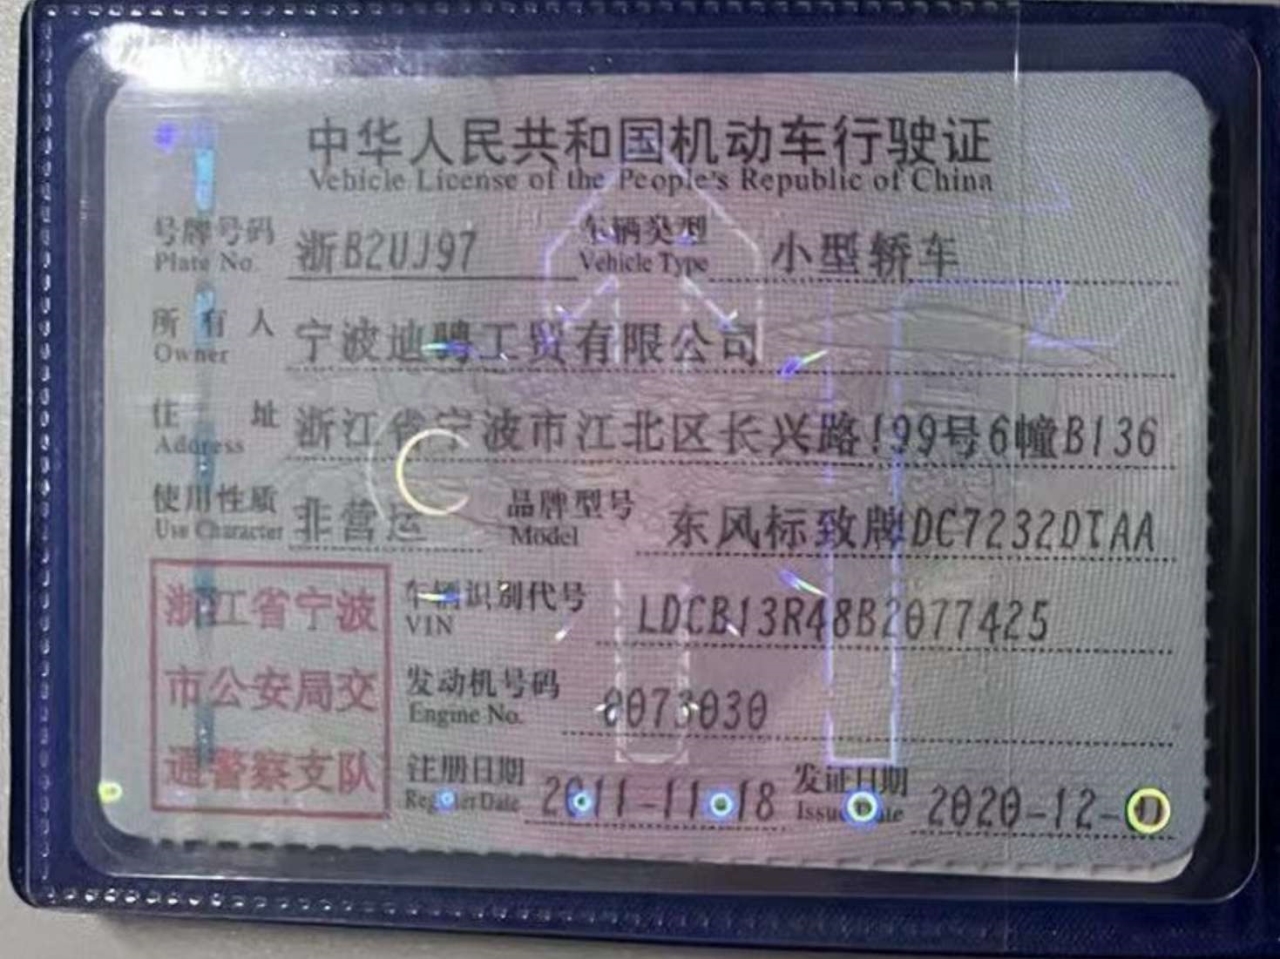 中华人民共和国机动车行驶证
Vehicle License of the People's Republic of China
号牌号码 浙B2UJ97 车辆类型 小型轿车
Plate No. Vehicle Type
所有人 宁波迪骋工贸有限公司
Owner
住址 浙江省宁波市江北区长兴路199号6幢B136
Address
使用性质 非营运 品牌型号 东风标致牌DC7232DTAA
Use Character Model
浙江省宁波 车辆识别代号 LDCB13R48B2077425
VIN
市公安局交 发动机号码 0073030
Engine No.
通警察支队 注册日期 2011-11-18 发证日期 2020-12-
Register Date Issue Date